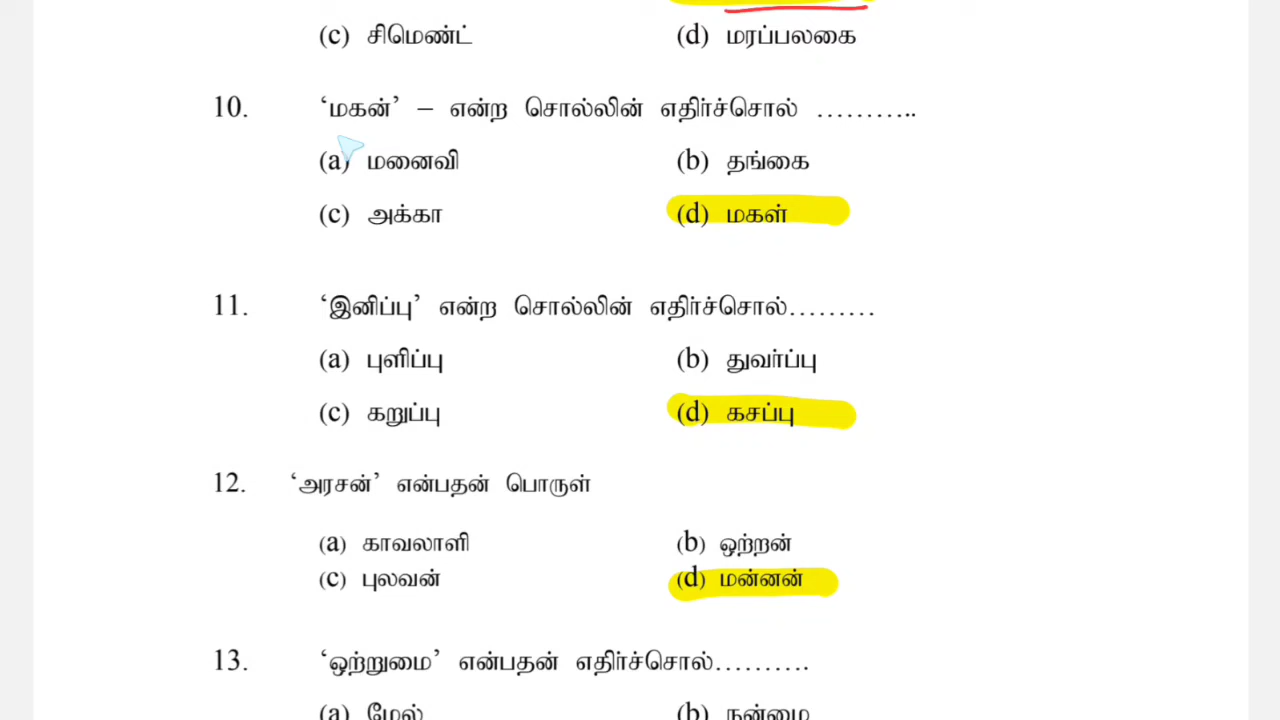 (c) சிமெண்ட் (d) மரப்பலகை
10. ‘மகன்’ – என்ற சொல்லின் எதிர்ச்சொல் ………..
(a) மனைவி (b) தங்கை
(c) அக்கா (d) மகள்
11. ‘இனிப்பு’ என்ற சொல்லின் எதிர்ச்சொல்………
(a) புளிப்பு (b) துவர்ப்பு
(c) கறுப்பு (d) கசப்பு
12. ‘அரசன்’ என்பதன் பொருள்
(a) காவலாளி (b) ஒற்றன்
(c) புலவன் (d) மன்னன்
13. ‘ஒற்றுமை’ என்பதன் எதிர்ச்சொல்……….
(a) மேல் (b) நன்மை